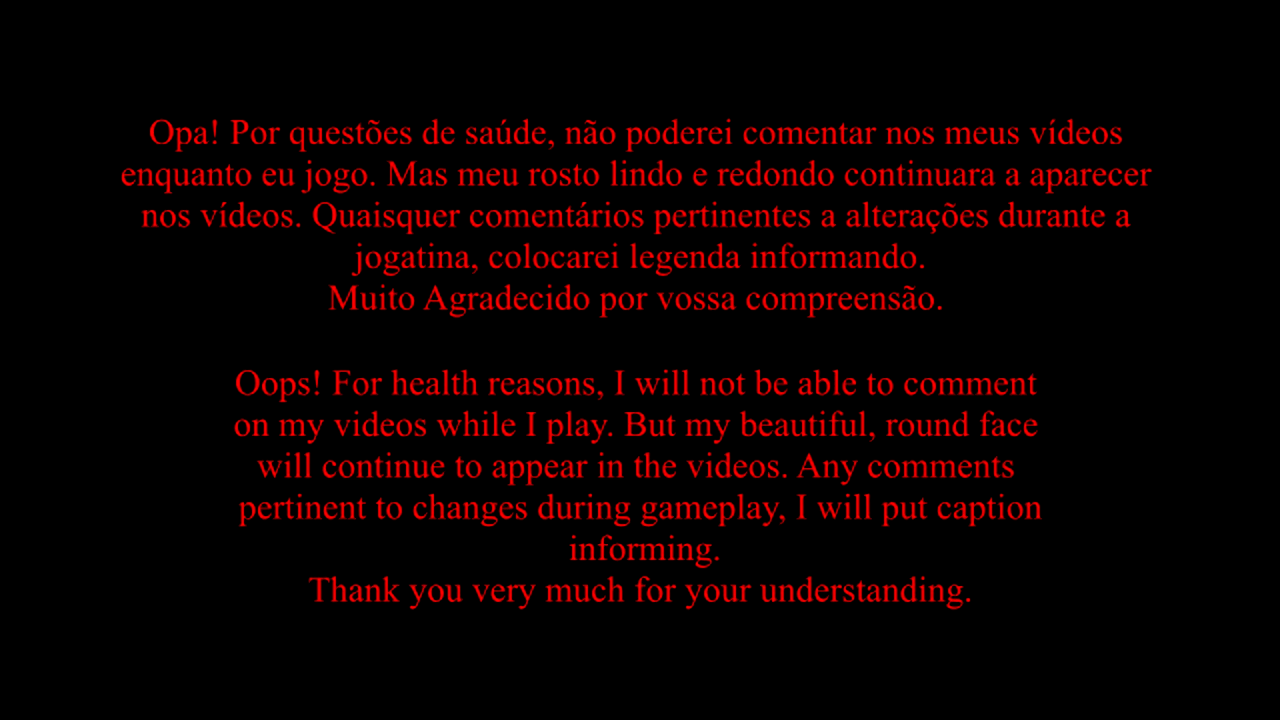 Opa! Por questões de saúde, não poderei comentar nos meus vídeos
enquanto eu jogo. Mas meu rosto lindo e redondo continuara a aparecer
nos vídeos. Quaisquer comentários pertinentes a alterações durante a
jogatina, colocarei legenda informando.
Muito Agradecido por vossa compreensão.
Oops! For health reasons, I will not be able to comment
on my videos while I play. But my beautiful, round face
will continue to appear in the videos. Any comments
pertinent to changes during gameplay, I will put caption
informing.
Thank you very much for your understanding.